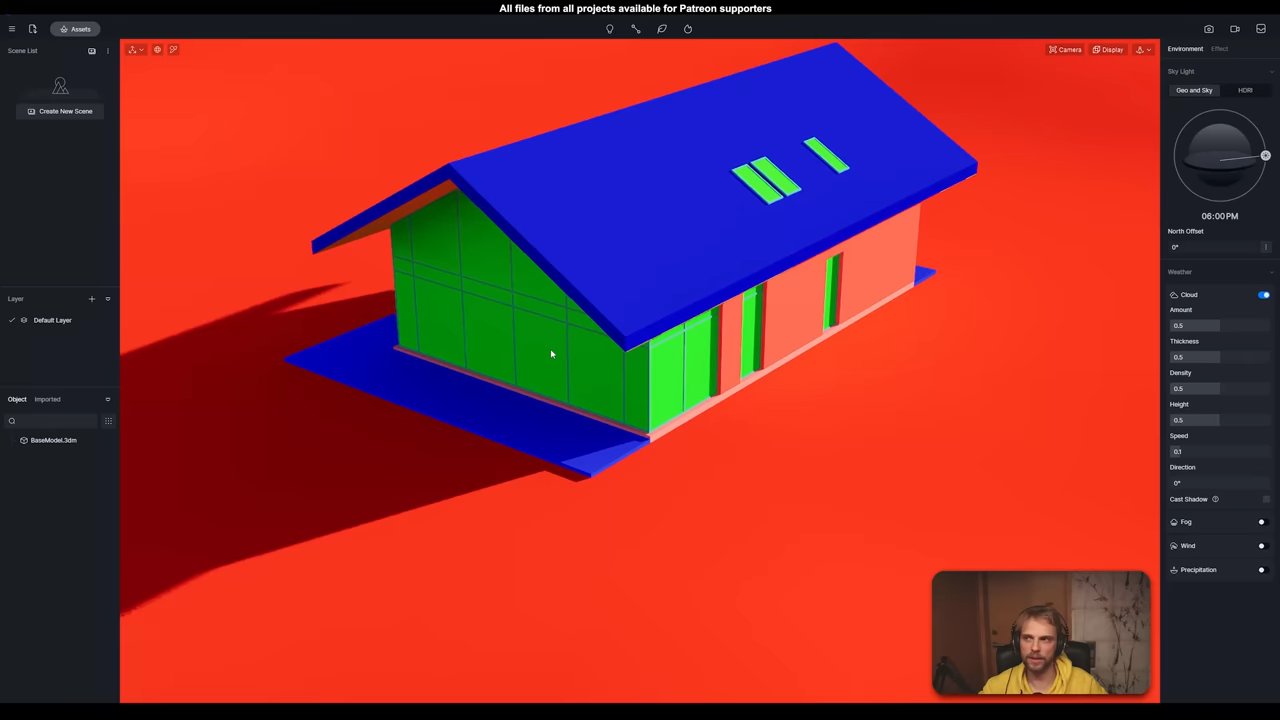 All files from all projects available for Patreon supporters
Assets
Scene List
Create New Scene
Layer
Default Layer
Object
Imported
BaseModel.3dm
Camera
Display
Environment
Effect
Sky Light
Geo and Sky
HDRI
06:00PM
North Offset
0°
Weather
Cloud
Amount
0.5
Thickness
0.5
Density
0.5
Height
0.5
Speed
0.1
Direction
0°
Cast Shadow
Fog
Wind
Precipitation